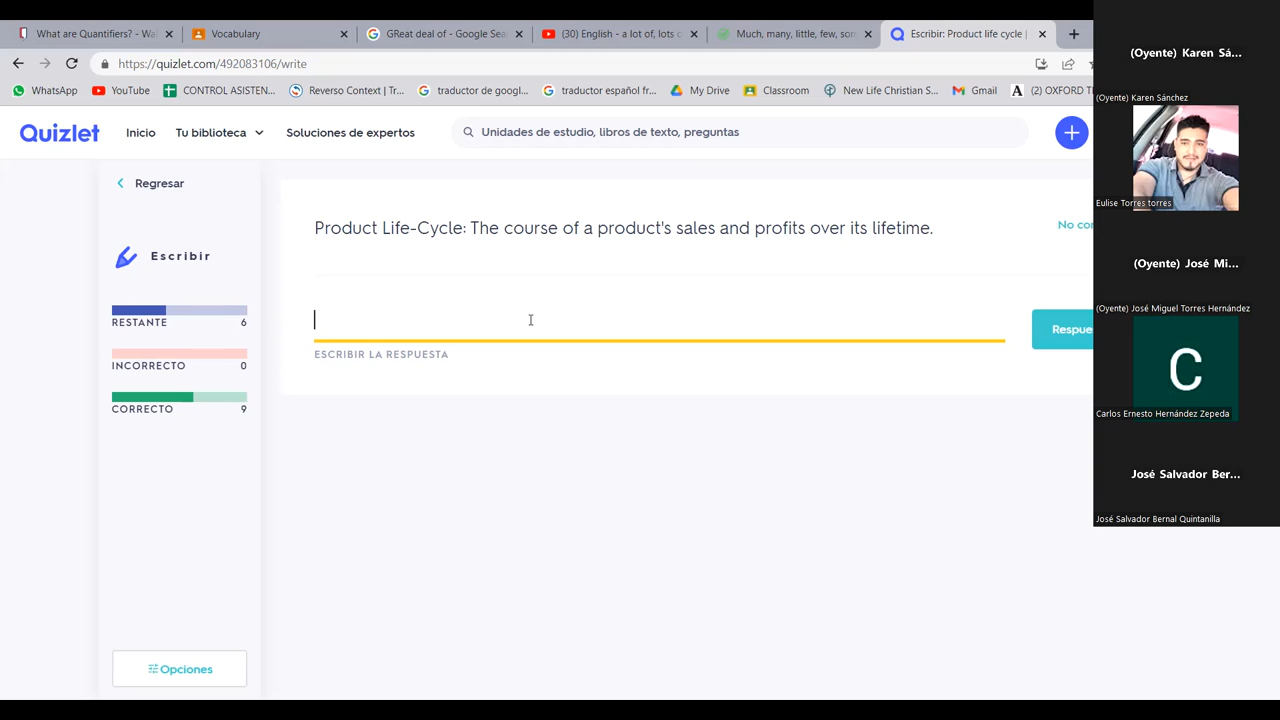 What are Quantifiers? - Wa
Vocabulary
GREat deal of - Google Sea
(30) English - a lot of, lots o
Much, many, little, few, son
Escribir: Product life cycle |
https://quizlet.com/492083106/write
WhatsApp
YouTube
CONTROL ASISTEN...
Reverso Context | Tr...
traductor de googl...
traductor español fr...
My Drive
Classroom
New Life Christian S...
Gmail
A
(2) OXFORD TE
Quizlet
Inicio
Tu biblioteca
Soluciones de expertos
Unidades de estudio, libros de texto, preguntas
Regresar
Escribir
RESTANTE 6
INCORRECTO 0
CORRECTO 9
Opciones
Product Life-Cycle: The course of a product's sales and profits over its lifetime.
No con
ESCRIBIR LA RESPUESTA
Respue
(Oyente) Karen Sá...
(Oyente) Karen Sánchez
Eulise Torres torres
(Oyente) José Mi...
(Oyente) José Miguel Torres Hernández
C
Carlos Ernesto Hernández Zepeda
José Salvador Ber...
José Salvador Bernal Quintanilla